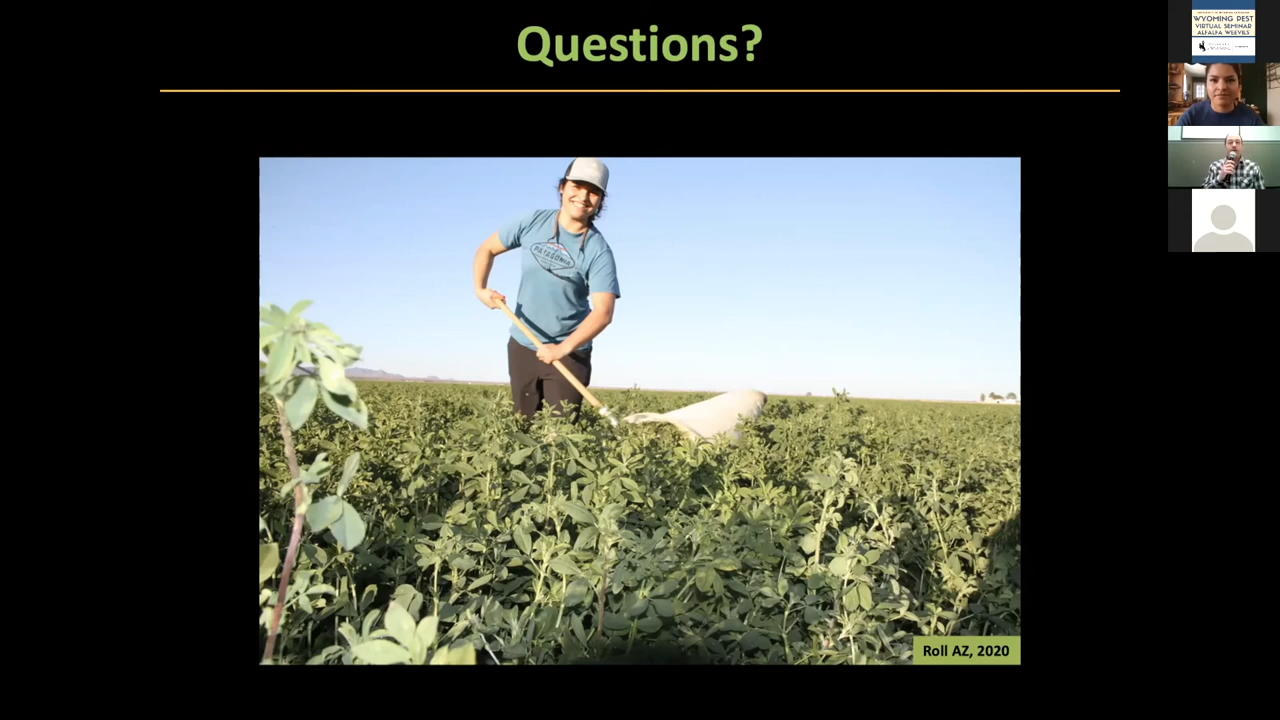 Questions?
WYOMING PEST
VIRTUAL SEMINAR
ALFALFA WEEVILS
PATAGONIA
Roll AZ, 2020